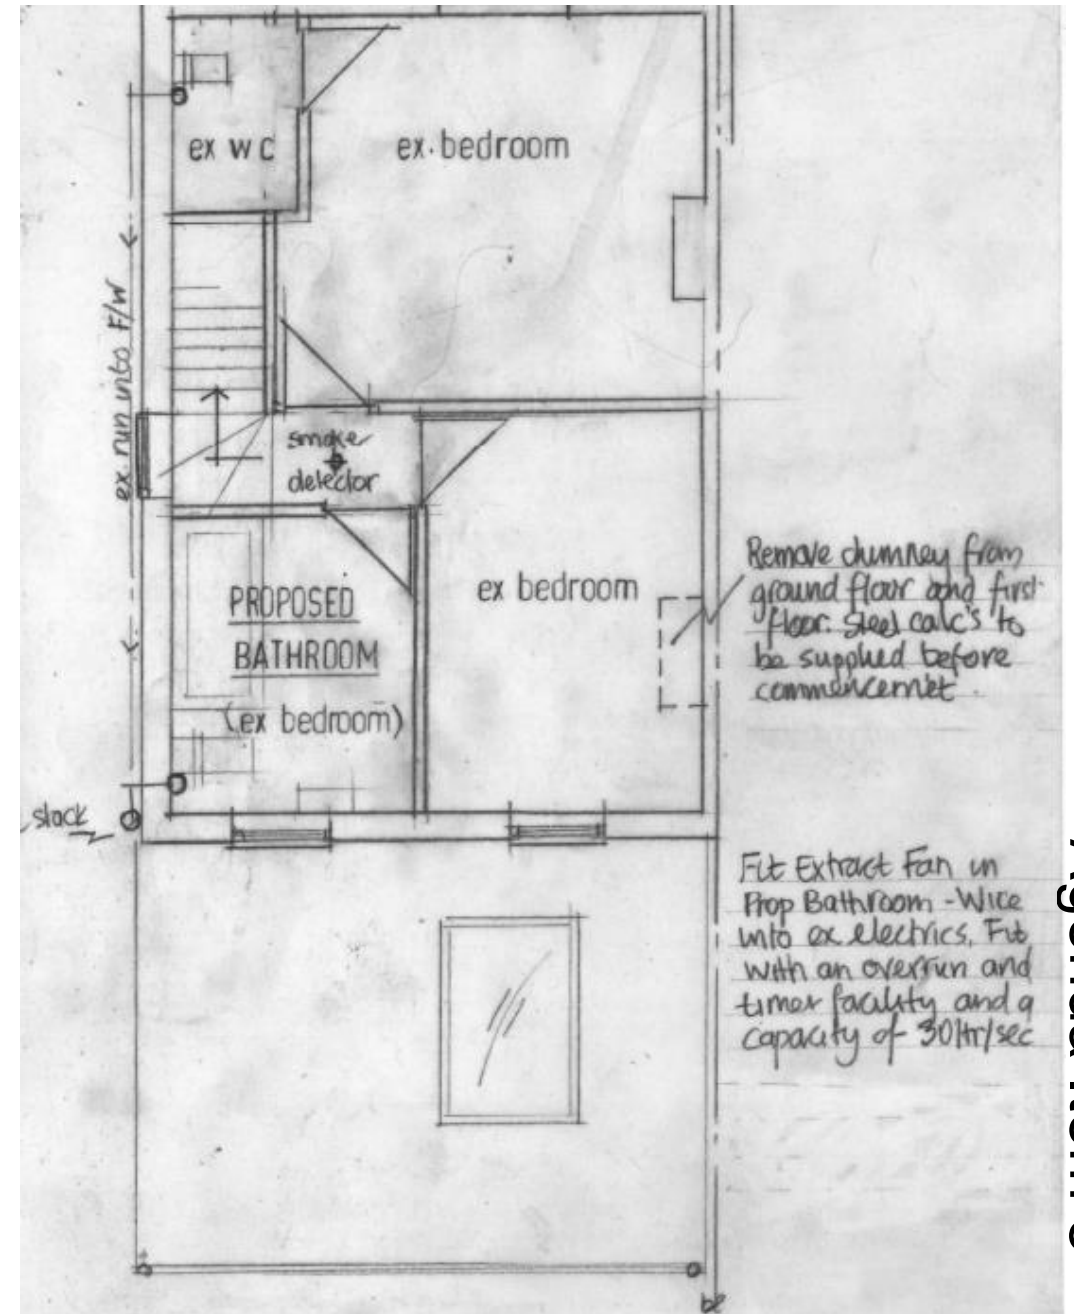 ex wc
ex. bedroom
ex run into F/W
smoke
detector
PROPOSED
BATHROOM
(ex bedroom)
ex bedroom
Remove chimney from
ground floor and first
floor. Steel calc's to
be supplied before
commencemet.
stack
Fit Extract Fan in
Prop Bathroom - Wire
into ex electrics. Fit
with an overrun and
timer facility and a
capacity of 30ltr/sec
bl